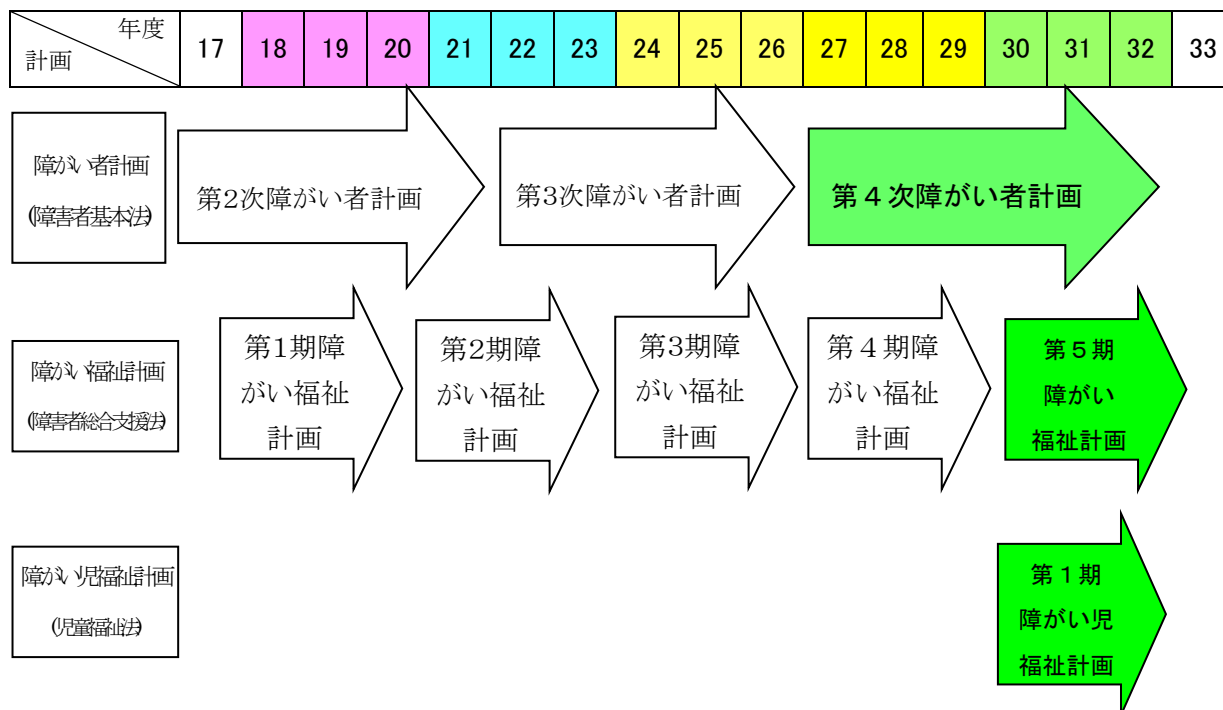 年度
計画
17 18 19 20 21 22 23 24 25 26 27 28 29 30 31 32 33
障がい者計画
(障害者基本法)
第2次障がい者計画
第3次障がい者計画
第４次障がい者計画
障がい福祉計画
(障害者総合支援法)
第1期障
がい福祉
計画
第2期障
がい福祉
計画
第3期障
がい福祉
計画
第４期障
がい福祉
計画
第５期
障がい
福祉計画
障がい児福祉計画
(児童福祉法)
第１期
障がい児
福祉計画